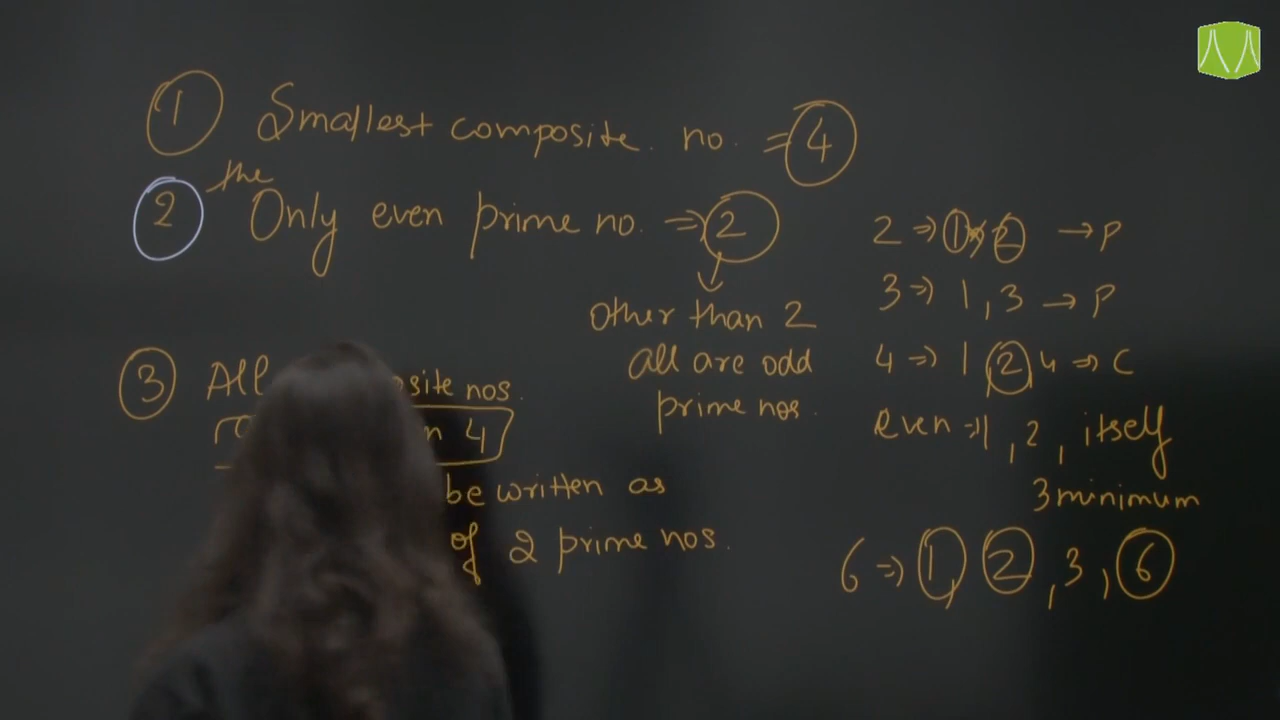 1 Smallest composite no. = 4
2 the Only even prime no. ⇒ 2
other than 2
all are odd
prime nos.
3 All nos.
4
be written as
of 2 prime nos.
2 ⇒ 1 x 2 → P
3 ⇒ 1, 3 → P
4 ⇒ 1, 2, 4 ⇒ C
even ⇒ 1, 2, itself
3 minimum
6 ⇒ 1, 2, 3, 6